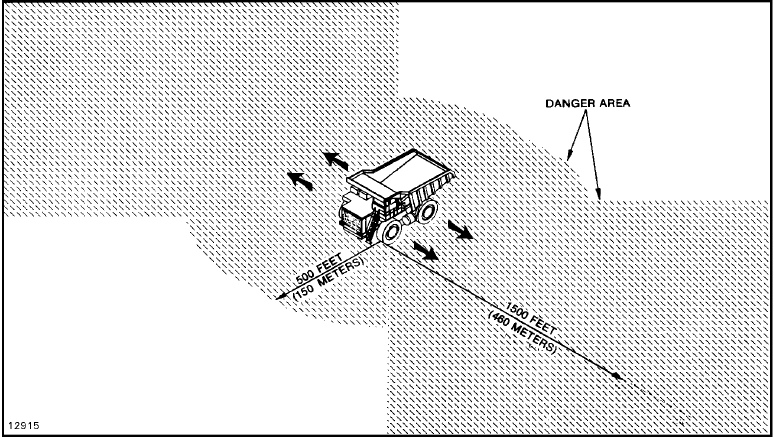 DANGER AREA
500 FEET
(150 METERS)
1500 FEET
(460 METERS)
12915